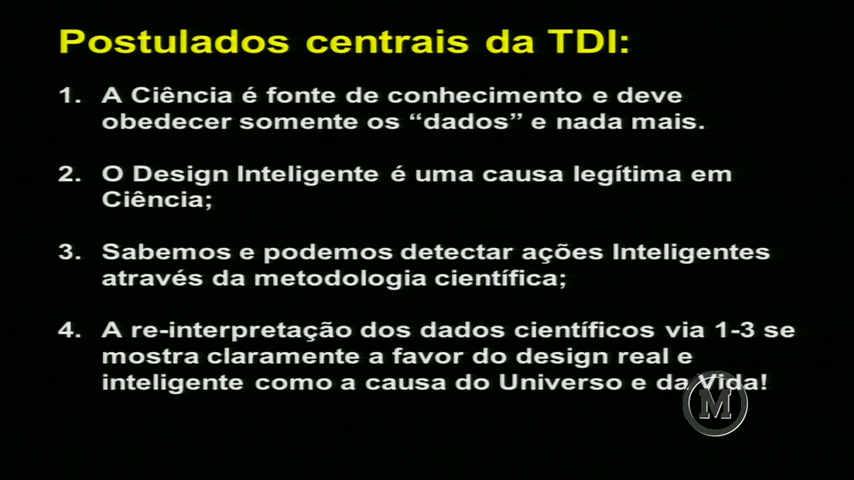 Postulados centrais da TDI:
1. A Ciência é fonte de conhecimento e deve
obedecer somente os “dados” e nada mais.
2. O Design Inteligente é uma causa legítima em
Ciência;
3. Sabemos e podemos detectar ações Inteligentes
através da metodologia científica;
4. A re-interpretação dos dados científicos via 1-3 se
mostra claramente a favor do design real e
inteligente como a causa do Universo e da Vida!
M